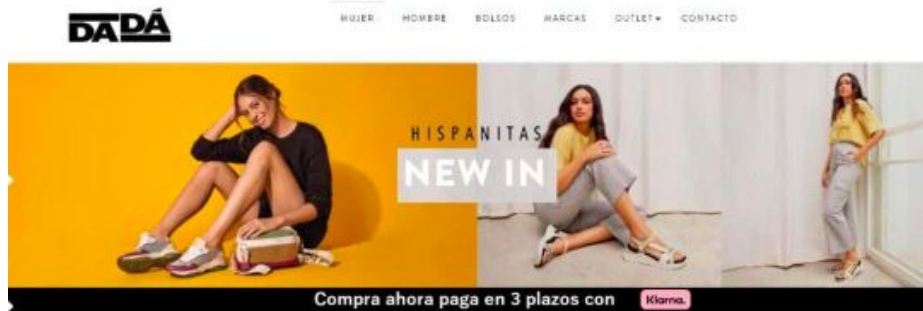 DADÁ
MUJER HOMBRE BOLSOS MARCAS OUTLET CONTACTO
HISPANITAS
NEW IN
Compra ahora paga en 3 plazos con Klarna.